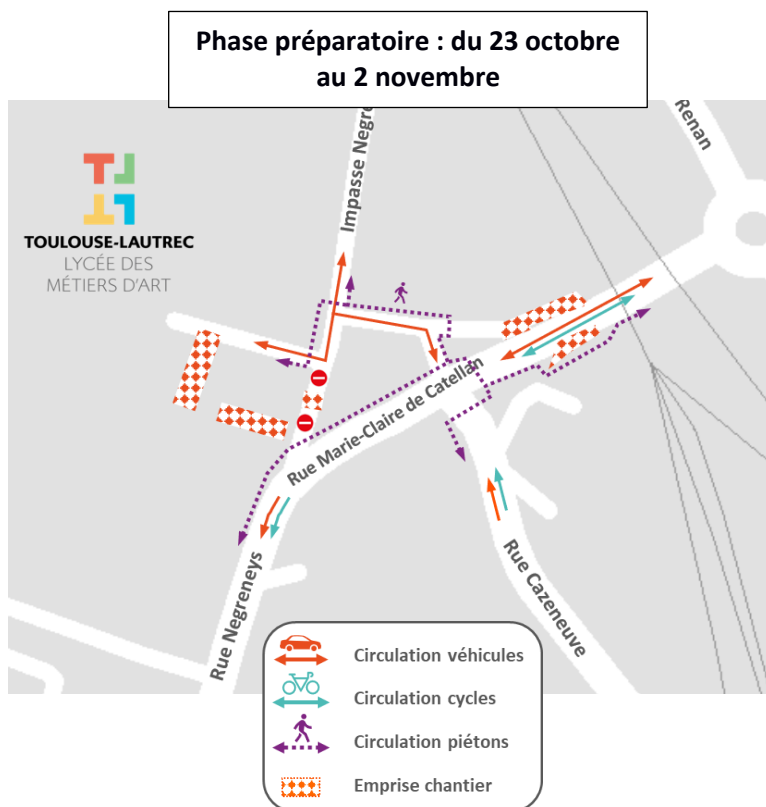 Phase préparatoire : du 23 octobre
au 2 novembre
Renan
Impasse Negre
TOULOUSE-LAUTREC
LYCÉE DES
MÉTIERS D'ART
Rue Marie-Claire de Catellan
Rue Negreneys
Rue Cazeneuve
Circulation véhicules
Circulation cycles
Circulation piétons
Emprise chantier